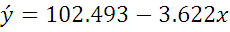 ý = 102.493 − 3.622x